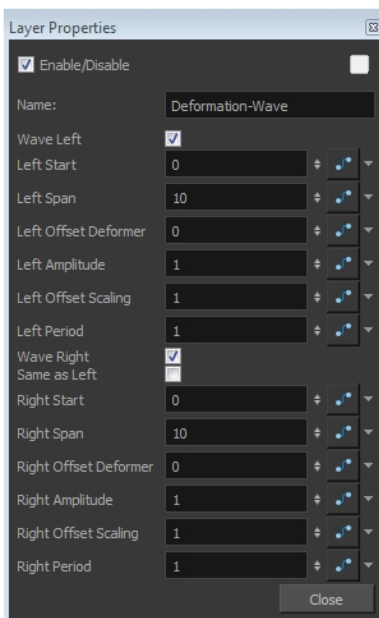 Layer Properties
Enable/Disable
Name: Deformation-Wave
Wave Left
Left Start 0
Left Span 10
Left Offset Deformer 0
Left Amplitude 1
Left Offset Scaling 1
Left Period 1
Wave Right
Same as Left
Right Start 0
Right Span 10
Right Offset Deformer 0
Right Amplitude 1
Right Offset Scaling 1
Right Period 1
Close